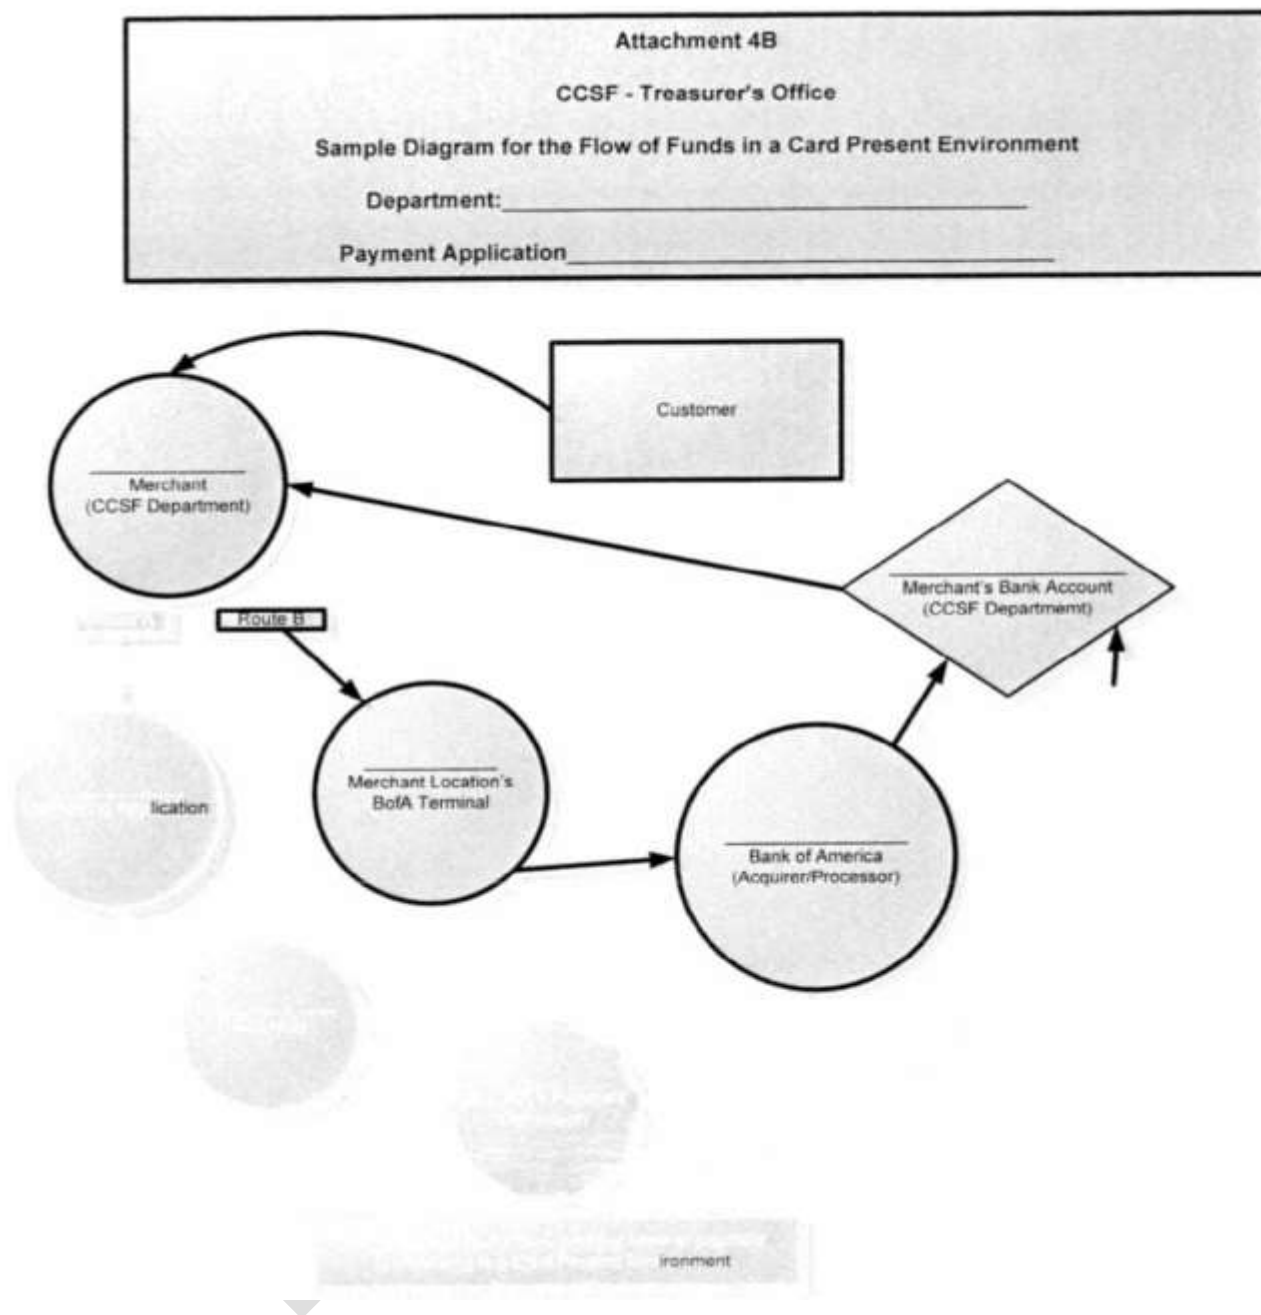 Attachment 4B
CCSF - Treasurer's Office
Sample Diagram for the Flow of Funds in a Card Present Environment
Department:
Payment Application
Customer
Merchant
(CCSF Department)
Merchant's Bank Account
(CCSF Departmemt)
Route B
Merchant Location's
BofA Terminal
lication
Bank of America
(Acquirer/Processor)
ironment